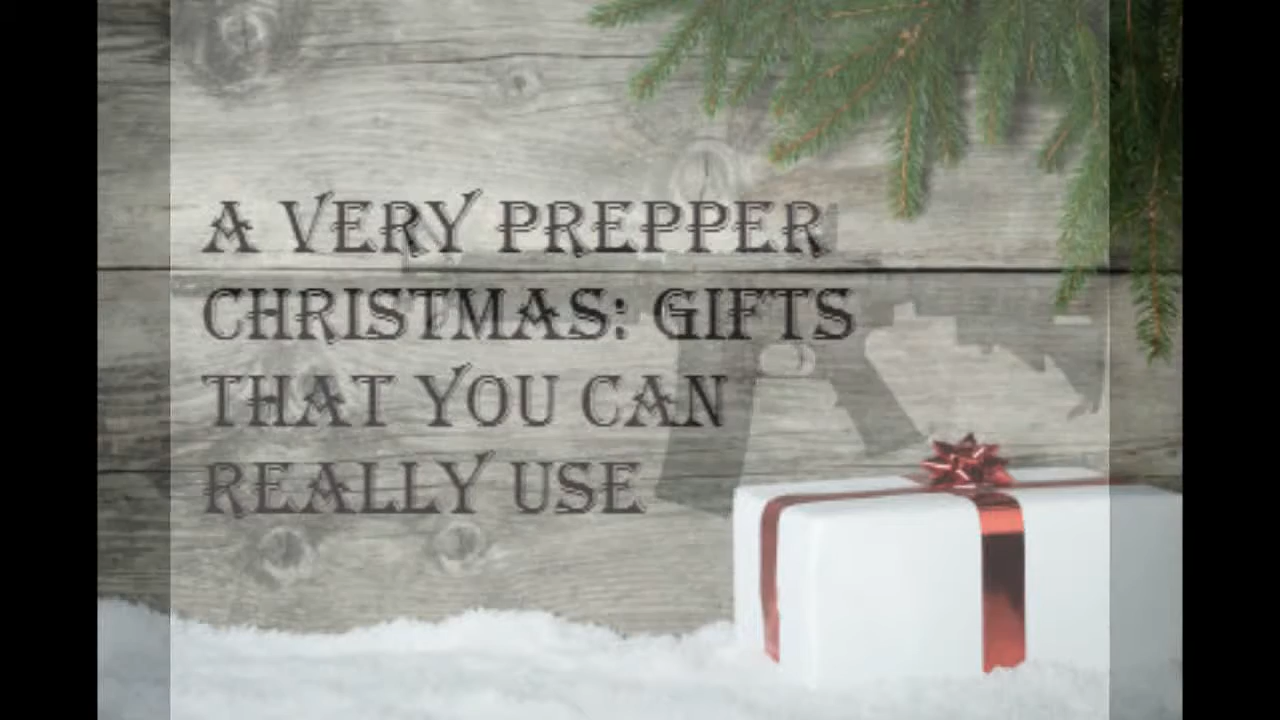 A VERY PREPPER
CHRISTMAS: GIFTS
THAT YOU CAN
REALLY USE